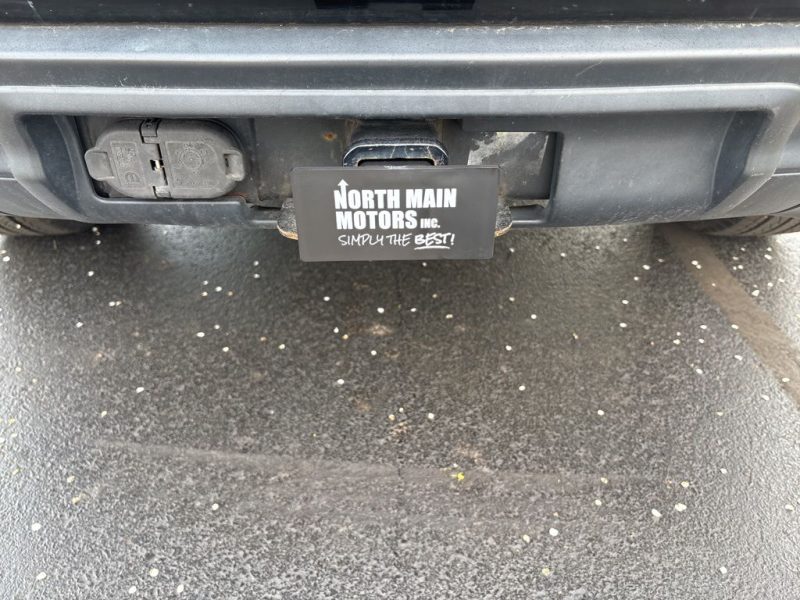 NORTH MAIN
MOTORS INC.
SIMPLY THE BEST!